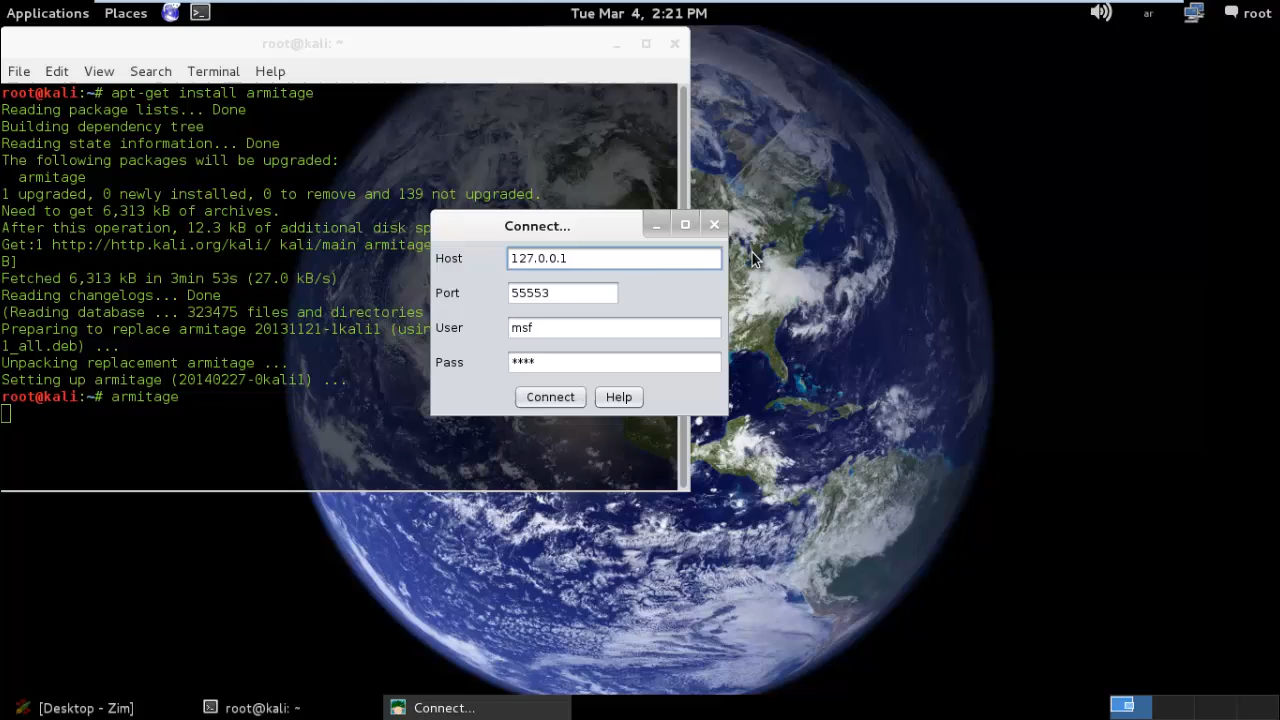 Applications Places Tue Mar 4, 2:21 PM ar root
root@kali: ~
File Edit View Search Terminal Help
root@kali:~# apt-get install armitage
Reading package lists... Done
Building dependency tree
Reading state information... Done
The following packages will be upgraded:
armitage
1 upgraded, 0 newly installed, 0 to remove and 139 not upgraded.
Need to get 6,313 kB of archives.
After this operation, 12.3 kB of additional disk sp
Get:1 http://http.kali.org/kali/ kali/main armitage
B]
Fetched 6,313 kB in 3min 53s (27.0 kB/s)
Reading changelogs... Done
(Reading database ... 323475 files and directories
Preparing to replace armitage 20131121-1kali1 (usin
1_all.deb) ...
Unpacking replacement armitage ...
Setting up armitage (20140227-0kali1) ...
root@kali:~# armitage
Connect...
Host 127.0.0.1
Port 55553
User msf
Pass ****
Connect Help
[Desktop - Zim] root@kali: ~ Connect...